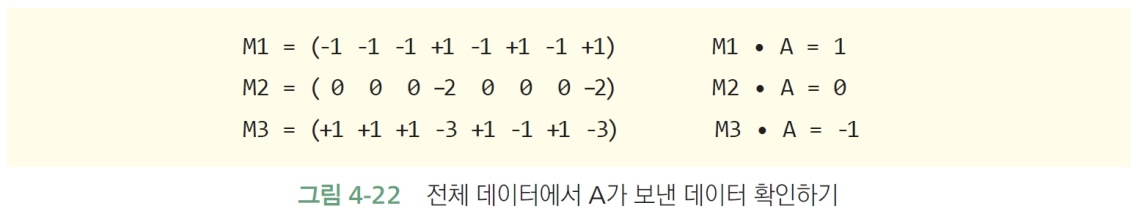 M1 = (-1 -1 -1 +1 -1 +1 -1 +1) M1 • A = 1
M2 = ( 0 0 0 -2 0 0 0 -2) M2 • A = 0
M3 = (+1 +1 +1 -3 +1 -1 +1 -3) M3 • A = -1
그림 4-22 전체 데이터에서 A가 보낸 데이터 확인하기